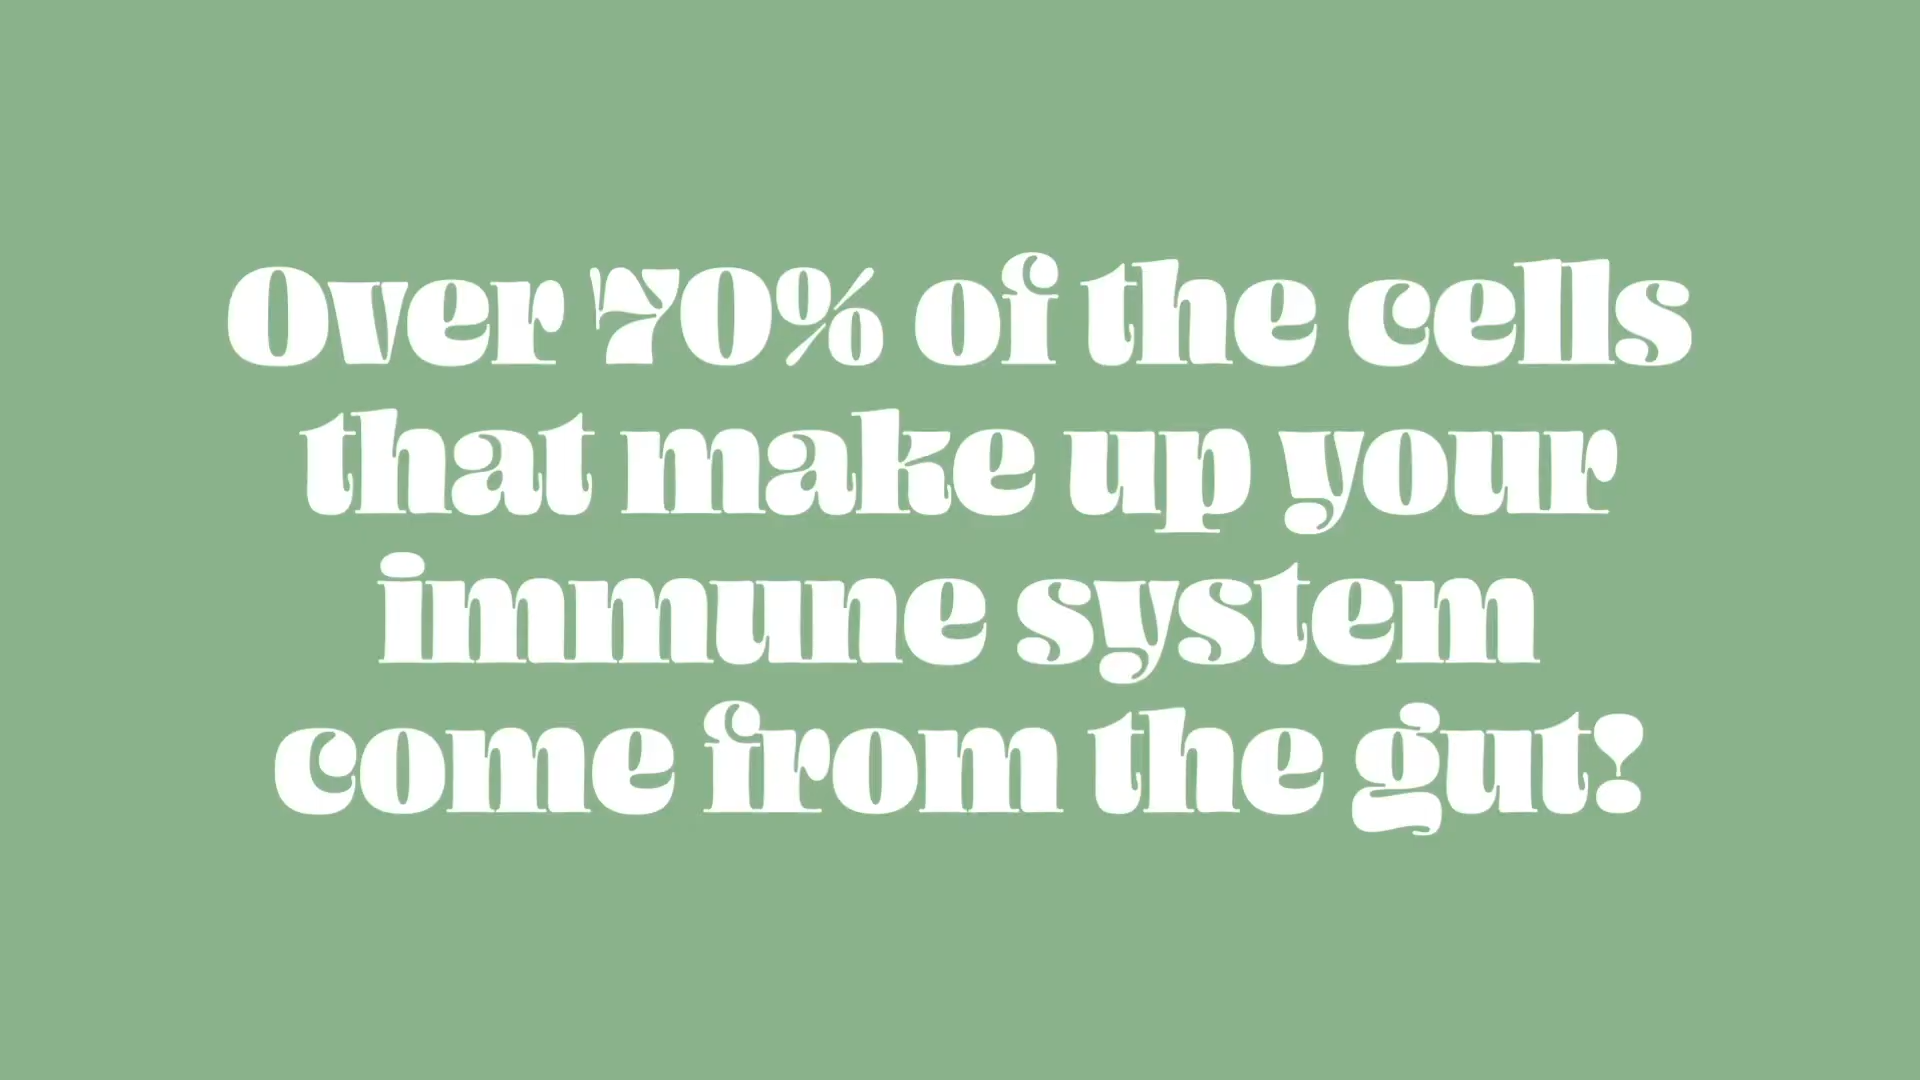 Over 70% of the cells
that make up your
immune system
come from the gut!